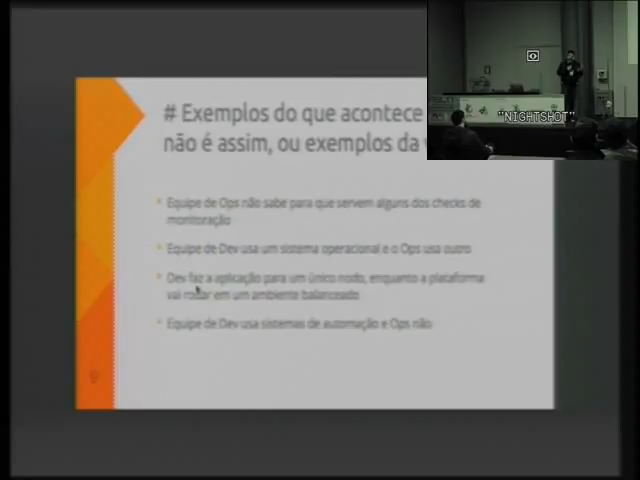 # Exemplos do que acontece
não é assim, ou exemplos da
Equipe de Ops não sabe para que servem alguns dos checks de
monitoração
Equipe de Dev usa um sistema operacional e o Ops usa outro
Dev faz a aplicação para um único nodo, enquanto a plataforma
vai rodar em um ambiente balanceado
Equipe de Dev usa sistemas de automação e Ops não
9
"NIGHTSHOT"